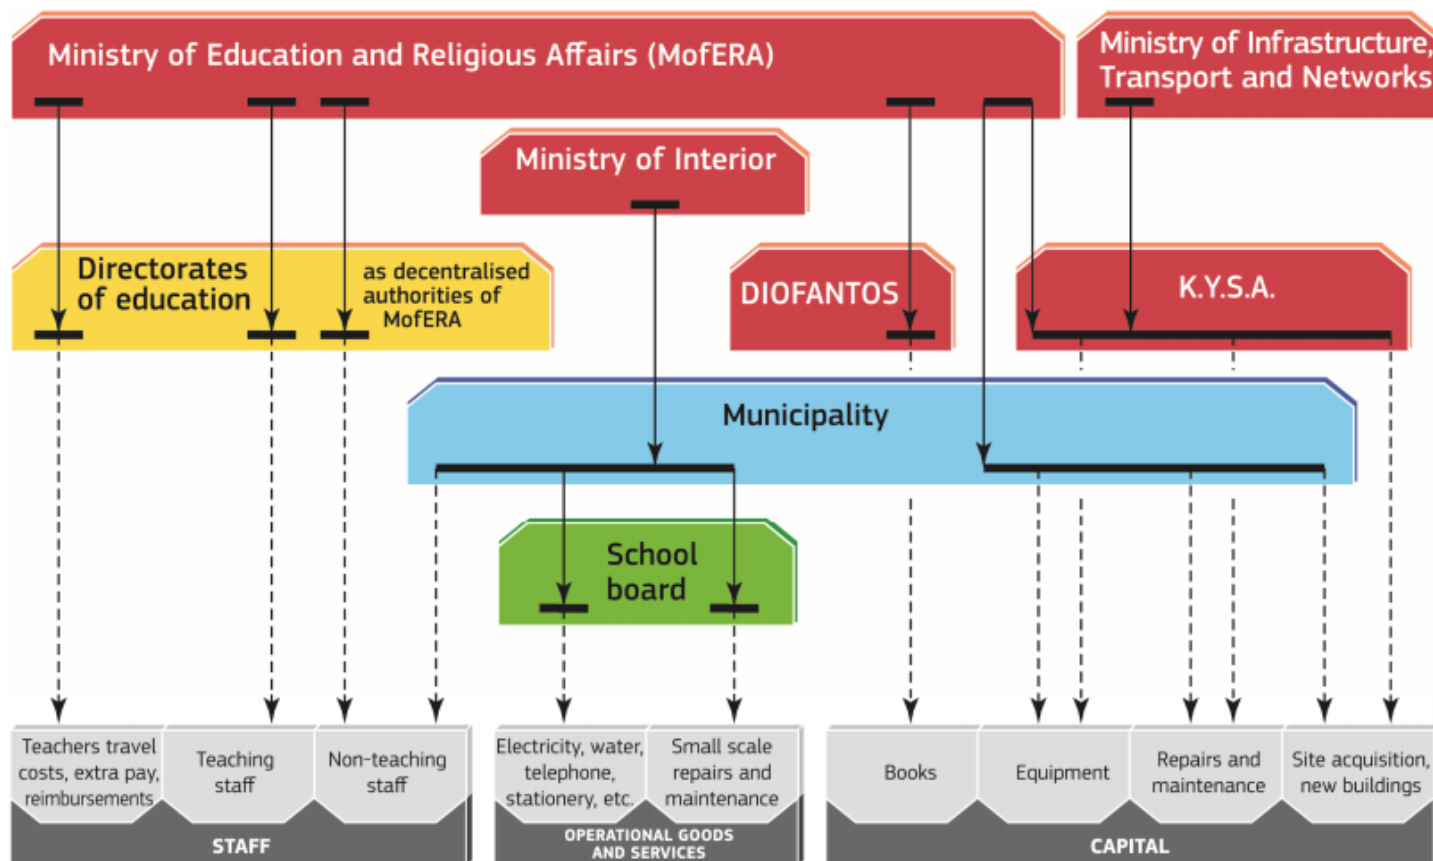 Ministry of Education and Religious Affairs (MofERA)
Ministry of Infrastructure,
Transport and Networks
Ministry of Interior
Directorates
of education
as decentralised
authorities of
MofERA
DIOFANTOS
K.Y.S.A.
Municipality
School
board
Teachers travel
costs, extra pay,
reimbursements
Teaching
staff
Non-teaching
staff
Electricity, water,
telephone,
stationery, etc.
Small scale
repairs and
maintenance
Books
Equipment
Repairs and
maintenance
Site acquisition,
new buildings
STAFF
OPERATIONAL GOODS
AND SERVICES
CAPITAL